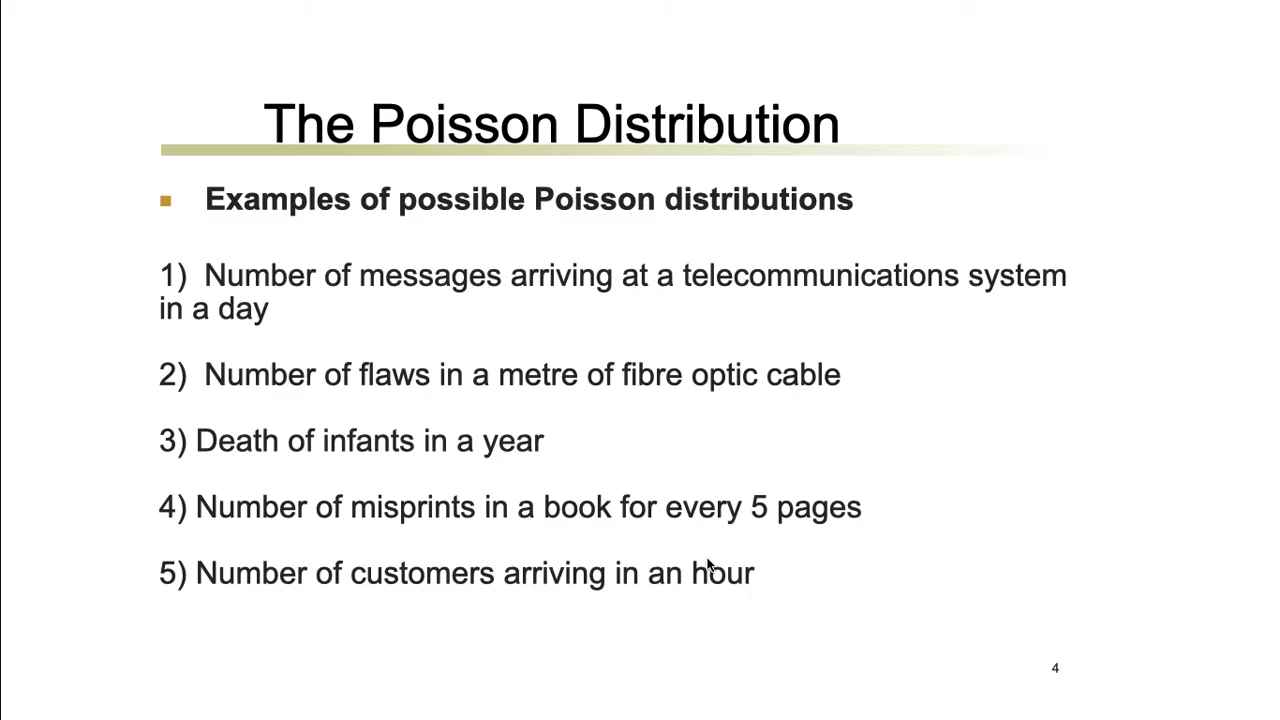 The Poisson Distribution
▪ Examples of possible Poisson distributions
1) Number of messages arriving at a telecommunications system
in a day
2) Number of flaws in a metre of fibre optic cable
3) Death of infants in a year
4) Number of misprints in a book for every 5 pages
5) Number of customers arriving in an hour
4